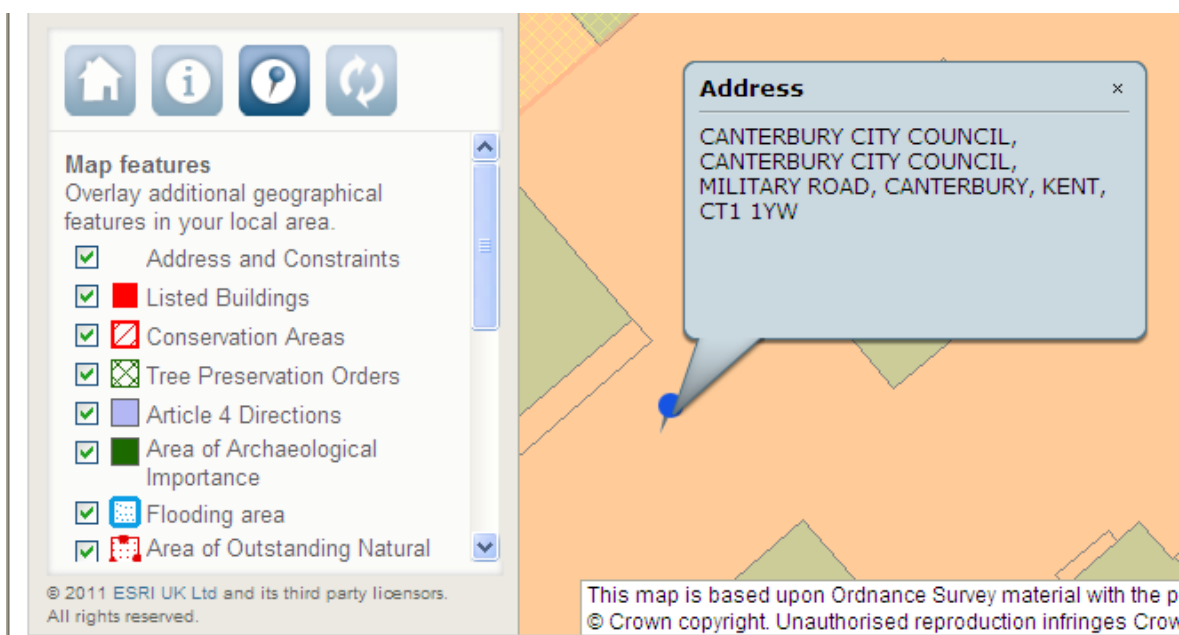 Map features
Overlay additional geographical
features in your local area.
Address and Constraints
Listed Buildings
Conservation Areas
Tree Preservation Orders
Article 4 Directions
Area of Archaeological
Importance
Flooding area
Area of Outstanding Natural
© 2011 ESRI UK Ltd and its third party licensors.
All rights reserved.
Address
CANTERBURY CITY COUNCIL,
CANTERBURY CITY COUNCIL,
MILITARY ROAD, CANTERBURY, KENT,
CT1 1YW
This map is based upon Ordnance Survey material with the p
© Crown copyright. Unauthorised reproduction infringes Crow